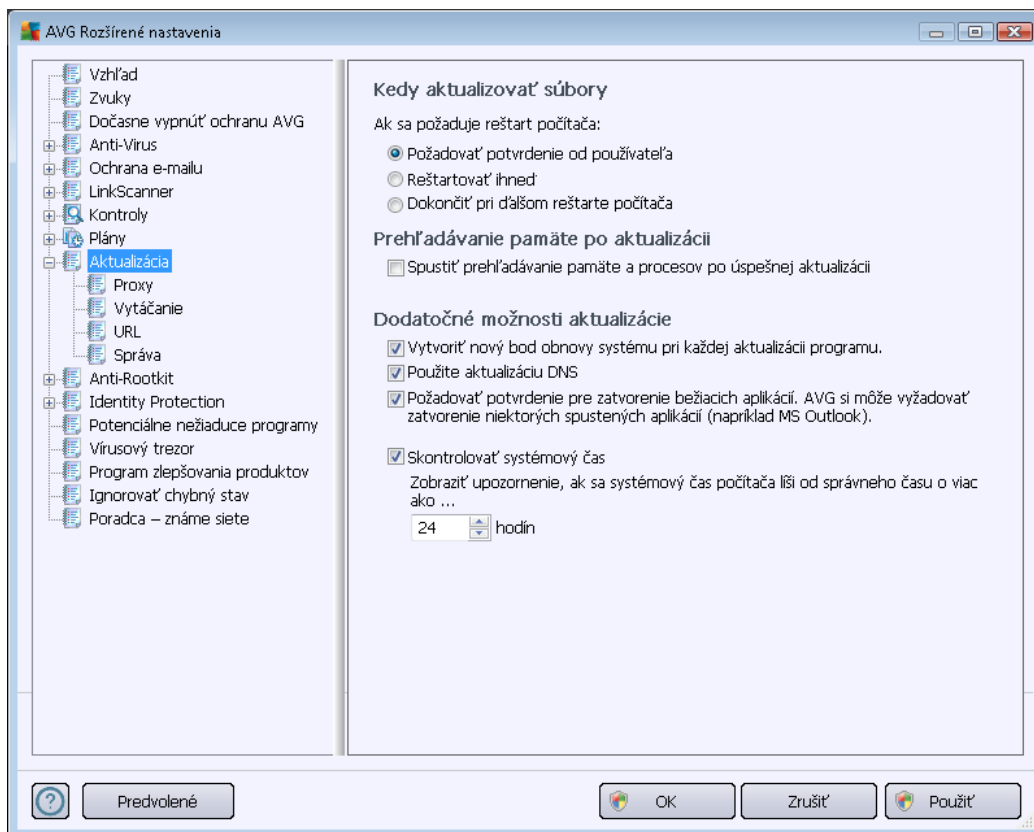 AVG Rozšírené nastavenia
Vzhľad
Zvuky
Dočasne vypnúť ochranu AVG
Anti-Virus
Ochrana e-mailu
LinkScanner
Kontroly
Plány
Aktualizácia
Proxy
Vytáčanie
URL
Správa
Anti-Rootkit
Identity Protection
Potenciálne nežiaduce programy
Vírusový trezor
Program zlepšovania produktov
Ignorovať chybný stav
Poradca – známe siete
Kedy aktualizovať súbory
Ak sa požaduje reštart počítača:
Požadovať potvrdenie od používateľa
Reštartovať ihneď
Dokončiť pri ďalšom reštarte počítača
Prehľadávanie pamäte po aktualizácii
Spustiť prehľadávanie pamäte a procesov po úspešnej aktualizácii
Dodatočné možnosti aktualizácie
Vytvoriť nový bod obnovy systému pri každej aktualizácii programu.
Použite aktualizáciu DNS
Požadovať potvrdenie pre zatvorenie bežiacich aplikácií. AVG si môže vyžadovať
zatvorenie niektorých spustených aplikácií (napríklad MS Outlook).
Skontrolovať systémový čas
Zobraziť upozornenie, ak sa systémový čas počítača líši od správneho času o viac
ako ...
24 hodín
Predvolené
OK
Zrušiť
Použiť